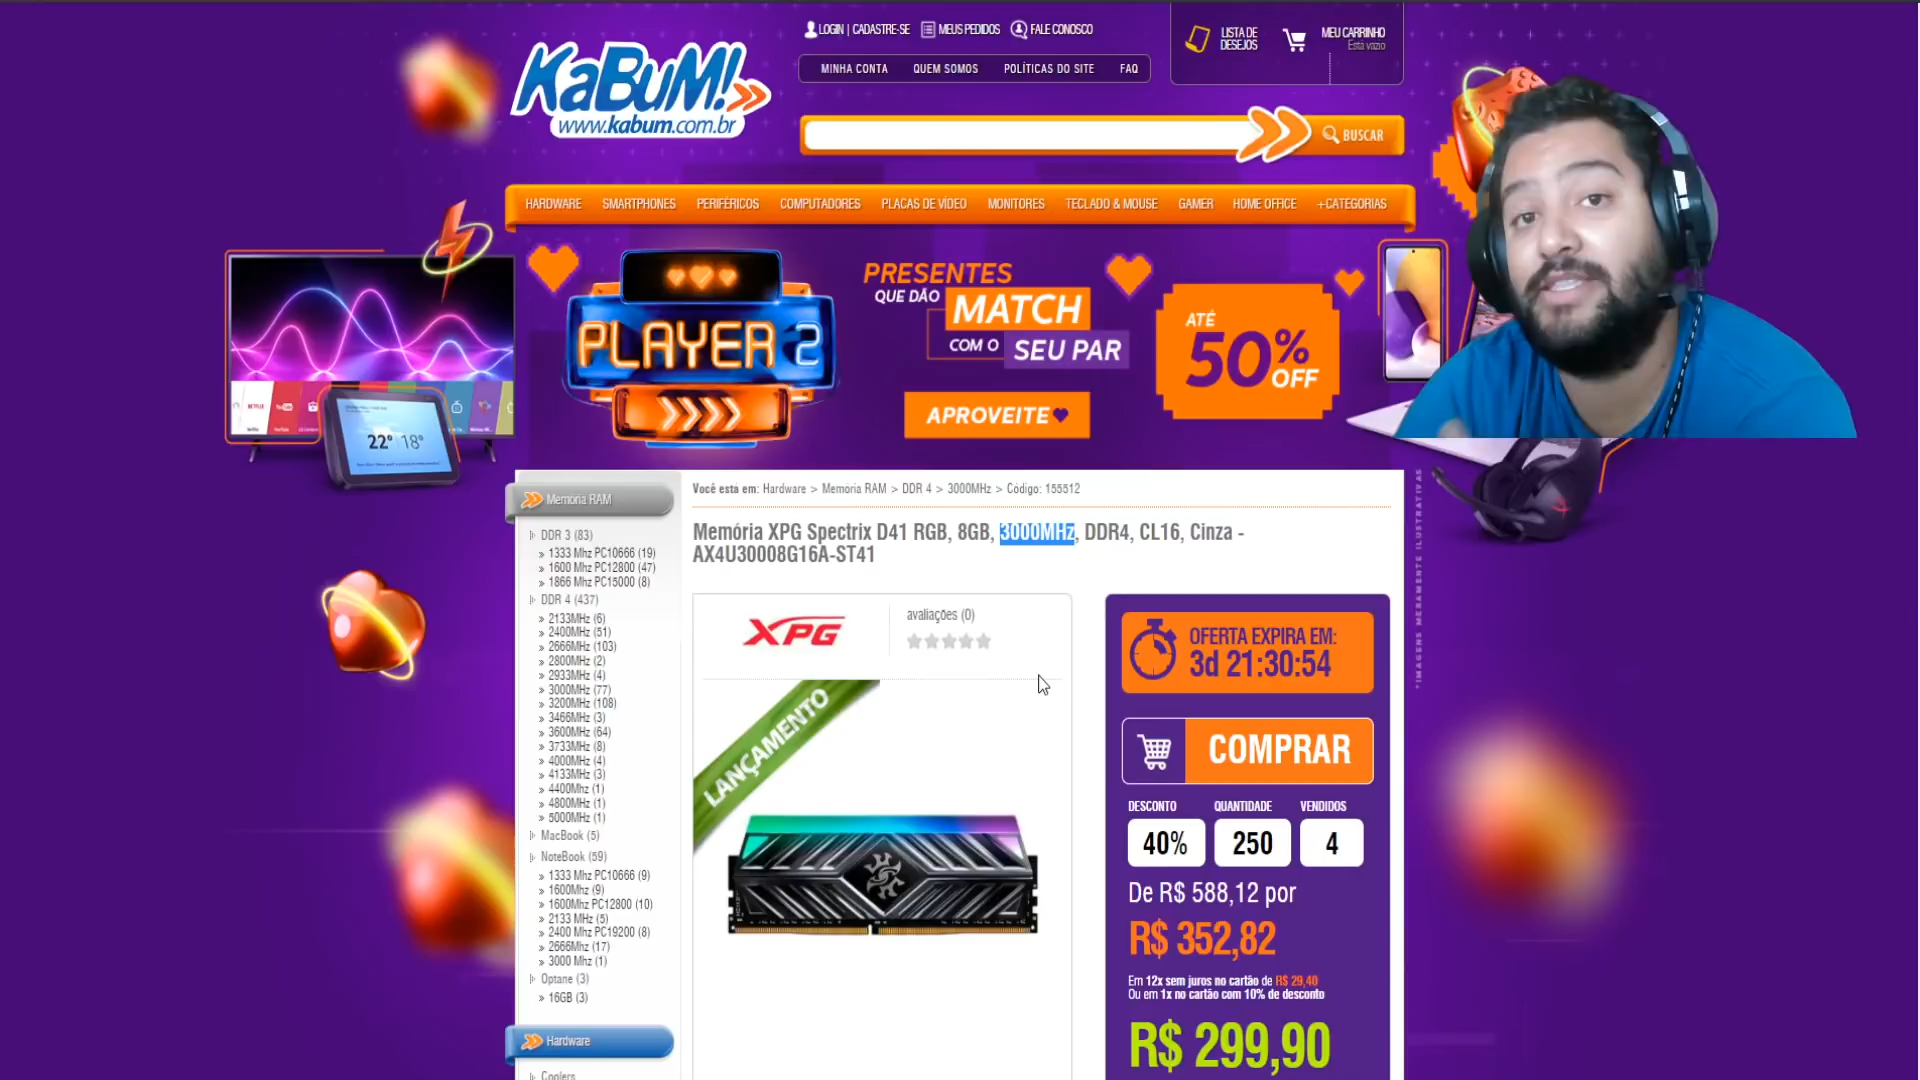 LOGIN | CADASTRE-SE MEUS PEDIDOS FALE CONOSCO
LISTA DE DESEJOS
MEU CARRINHO
Esta vazio
MINHA CONTA QUEM SOMOS POLÍTICAS DO SITE FAQ
KaBuM!
www.kabum.com.br
BUSCAR
HARDWARE SMARTPHONES PERIFÉRICOS COMPUTADORES PLACAS DE VÍDEO MONITORES TECLADO & MOUSE GAMER HOME OFFICE +CATEGORIAS
PLAYER 2
PRESENTES
QUE DÃO MATCH
COM O SEU PAR
APROVEITE
ATÉ
50% OFF
22° 18°
Memória RAM
DDR 3 (83)
» 1333 Mhz PC10666 (19)
» 1600 Mhz PC12800 (47)
» 1866 Mhz PC15000 (8)
DDR 4 (437)
» 2133MHz (6)
» 2400MHz (51)
» 2666MHz (103)
» 2800MHz (2)
» 2933MHz (4)
» 3000MHz (77)
» 3200MHz (108)
» 3466MHz (3)
» 3600MHz (64)
» 3733MHz (8)
» 4000MHz (4)
» 4133MHz (3)
» 4400Mhz (1)
» 4800MHz (1)
» 5000MHz (1)
MacBook (5)
NoteBook (59)
» 1333 Mhz PC10666 (9)
» 1600Mhz (9)
» 1600Mhz PC12800 (10)
» 2133 MHz (5)
» 2400 Mhz PC19200 (8)
» 2666Mhz (17)
» 3000 Mhz (1)
Optane (3)
» 16GB (3)
Hardware
Coolers
Você está em: Hardware > Memória RAM > DDR 4 > 3000MHz > Código: 155512
Memória XPG Spectrix D41 RGB, 8GB, 3000MHz, DDR4, CL16, Cinza -
AX4U30008G16A-ST41
XPG
avaliações (0)
LANÇAMENTO
OFERTA EXPIRA EM:
3d 21:30:54
COMPRAR
DESCONTO QUANTIDADE VENDIDOS
40% 250 4
De R$ 588,12 por
R$ 352,82
Em 12x sem juros no cartão de R$ 29,40
Ou em 1x no cartão com 10% de desconto
R$ 299,90
*IMAGENS MERAMENTE ILUSTRATIVAS